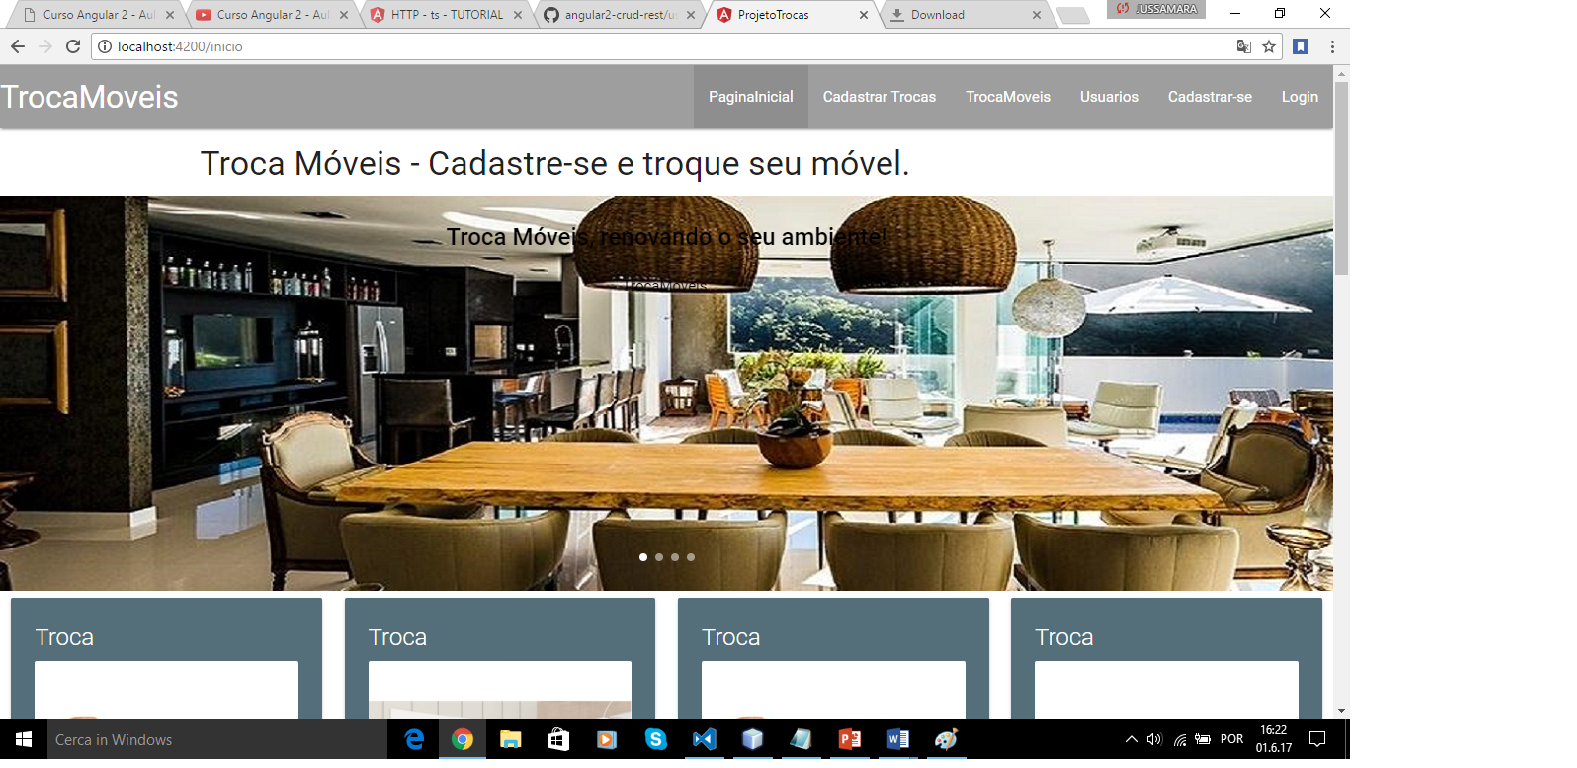 Curso Angular 2 - Aul
Curso Angular 2 - Aul
HTTP - ts - TUTORIAL
angular2-crud-rest/us
ProjetoTrocas
Download
JUSSAMARA
localhost:4200/inicio
TrocaMoveis
PaginaInicial
Cadastrar Trocas
TrocaMoveis
Usuarios
Cadastrar-se
Login
Troca Móveis - Cadastre-se e troque seu móvel.
Troca Móveis, renovando o seu ambiente!
TrocaMoveis
Troca
Troca
Troca
Troca
Cerca in Windows
POR
16:22
01.6.17